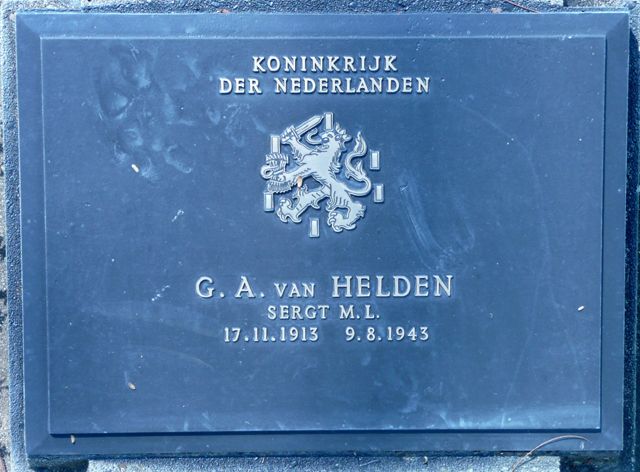 KONINKRIJK
DER NEDERLANDEN
G. A. VAN HELDEN
SERGT M.L.
17.11.1913 9.8.1943